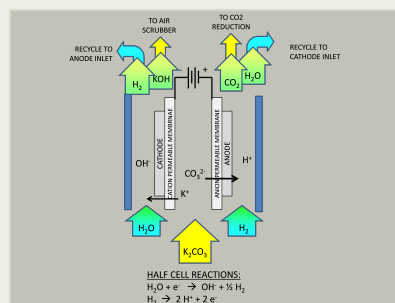 TO AIR
SCRUBBER
TO CO2
REDUCTION
RECYCLE TO
ANODE INLET
RECYCLE TO
CATHODE INLET
H2
KOH
+
CO2
H2O
CATHODE
CATION PERMEABLE MEMBRNAE
ANION PERMEABLE MEMBRANE
ANODE
OH-
H+
CO3 2-
K+
H2O
H2
K2CO3
HALF CELL REACTIONS:
H2O + e- → OH- + ½ H2
H2 → 2 H+ + 2 e-